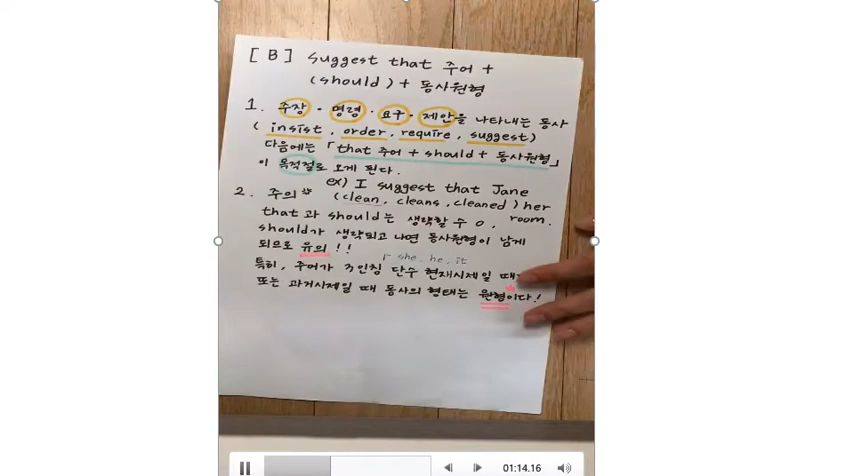 [B] suggest that 주어 +
(should) + 동사원형
1. 주장 · 명령 · 요구 · 제안을 나타내는 동사
( insist , order , require , suggest )
다음에는 「that 주어 + should + 동사원형」
이 목적절로 오게 된다.
ex) I suggest that Jane
2. 주의 # (clean, cleans, cleaned) her
that과 should는 생략할 수 o, room.
should가 생략되고 나면 동사원형이 남게
되므로 유의!!
r she, he, it
특히, 주어가 3인칭 단수 현재시제일 때
또는 과거시제일 때 동사의 형태는 원형이다!
01:14.16